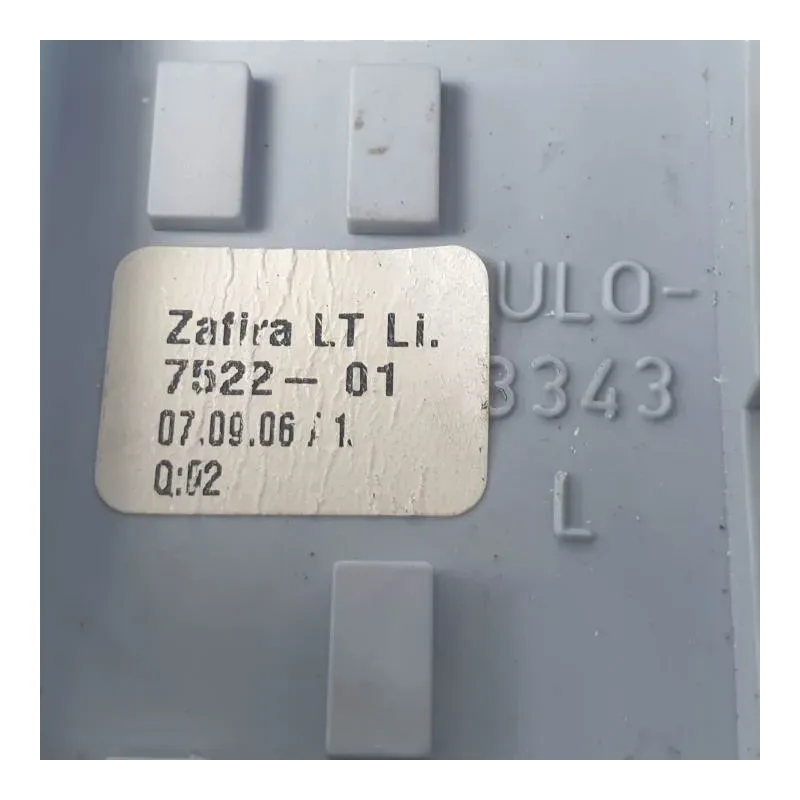 Zafira LT Li.
7522-01
07.09.06 / 1.
Q:02
ULO-
3343
L